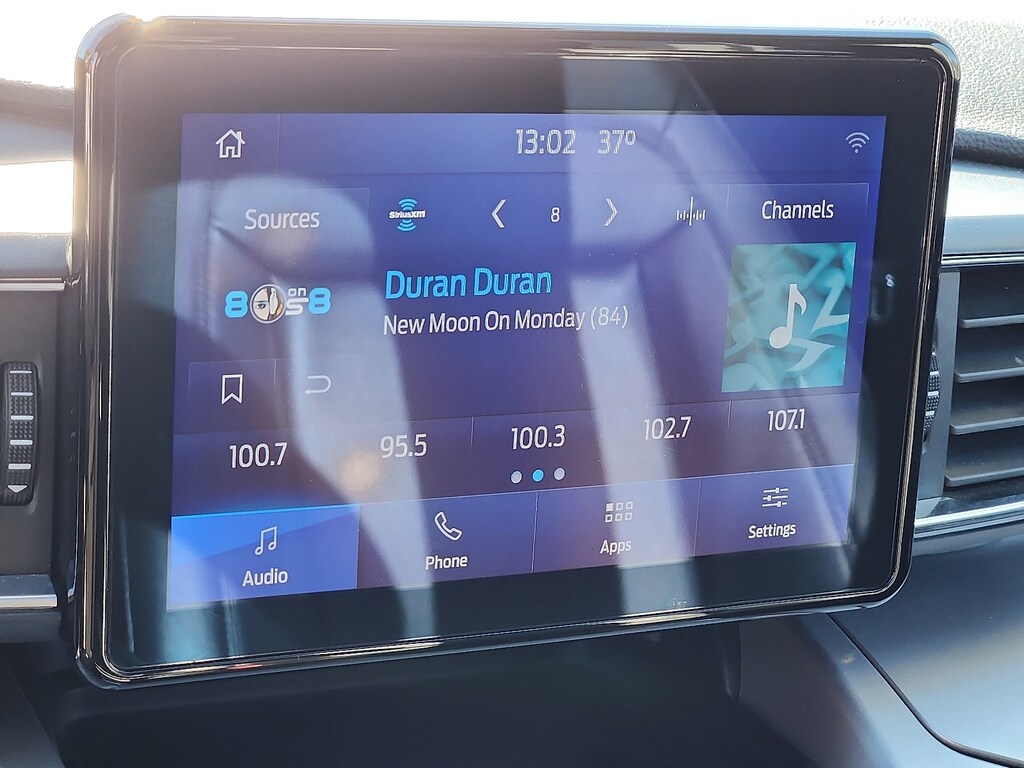 13:02 37°
Sources
SiriusXM
8
Channels
Duran Duran
80s on 8
New Moon On Monday (84)
100.7
95.5
100.3
102.7
107.1
Audio
Phone
Apps
Settings